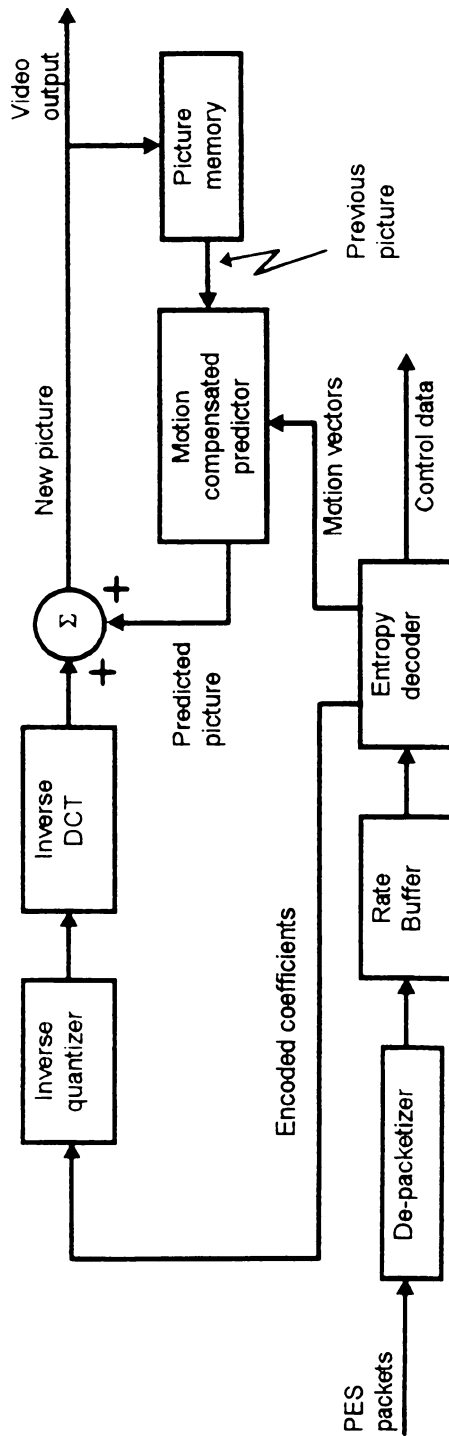 Video
output
New picture
Picture
memory
Previous
picture
Motion
compensated
predictor
Motion vectors
Control data
Σ
+
+
Predicted
picture
Inverse
DCT
Inverse
quantizer
Encoded coefficients
Entropy
decoder
Rate
Buffer
De-packetizer
PES
packets